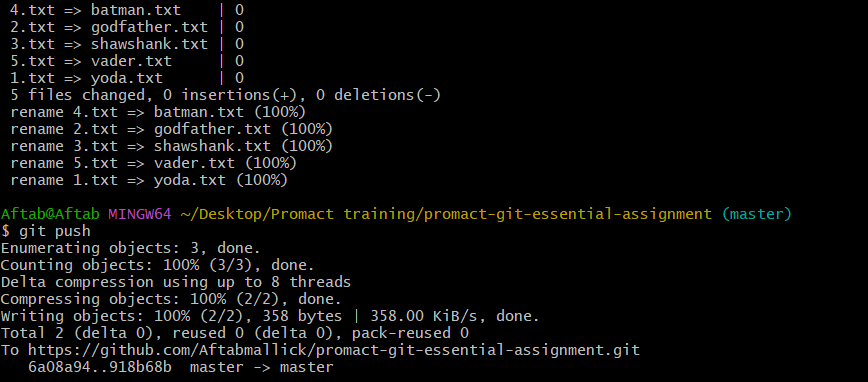 4.txt => batman.txt    | 0
2.txt => godfather.txt | 0
3.txt => shawshank.txt | 0
5.txt => vader.txt     | 0
1.txt => yoda.txt      | 0
5 files changed, 0 insertions(+), 0 deletions(-)
rename 4.txt => batman.txt (100%)
rename 2.txt => godfather.txt (100%)
rename 3.txt => shawshank.txt (100%)
rename 5.txt => vader.txt (100%)
rename 1.txt => yoda.txt (100%)
Aftab@Aftab MINGW64 ~/Desktop/Promact training/promact-git-essential-assignment (master)
$ git push
Enumerating objects: 3, done.
Counting objects: 100% (3/3), done.
Delta compression using up to 8 threads
Compressing objects: 100% (2/2), done.
Writing objects: 100% (2/2), 358 bytes | 358.00 KiB/s, done.
Total 2 (delta 0), reused 0 (delta 0), pack-reused 0
To https://github.com/Aftabmallick/promact-git-essential-assignment.git
   6a08a94..918b68b  master -> master